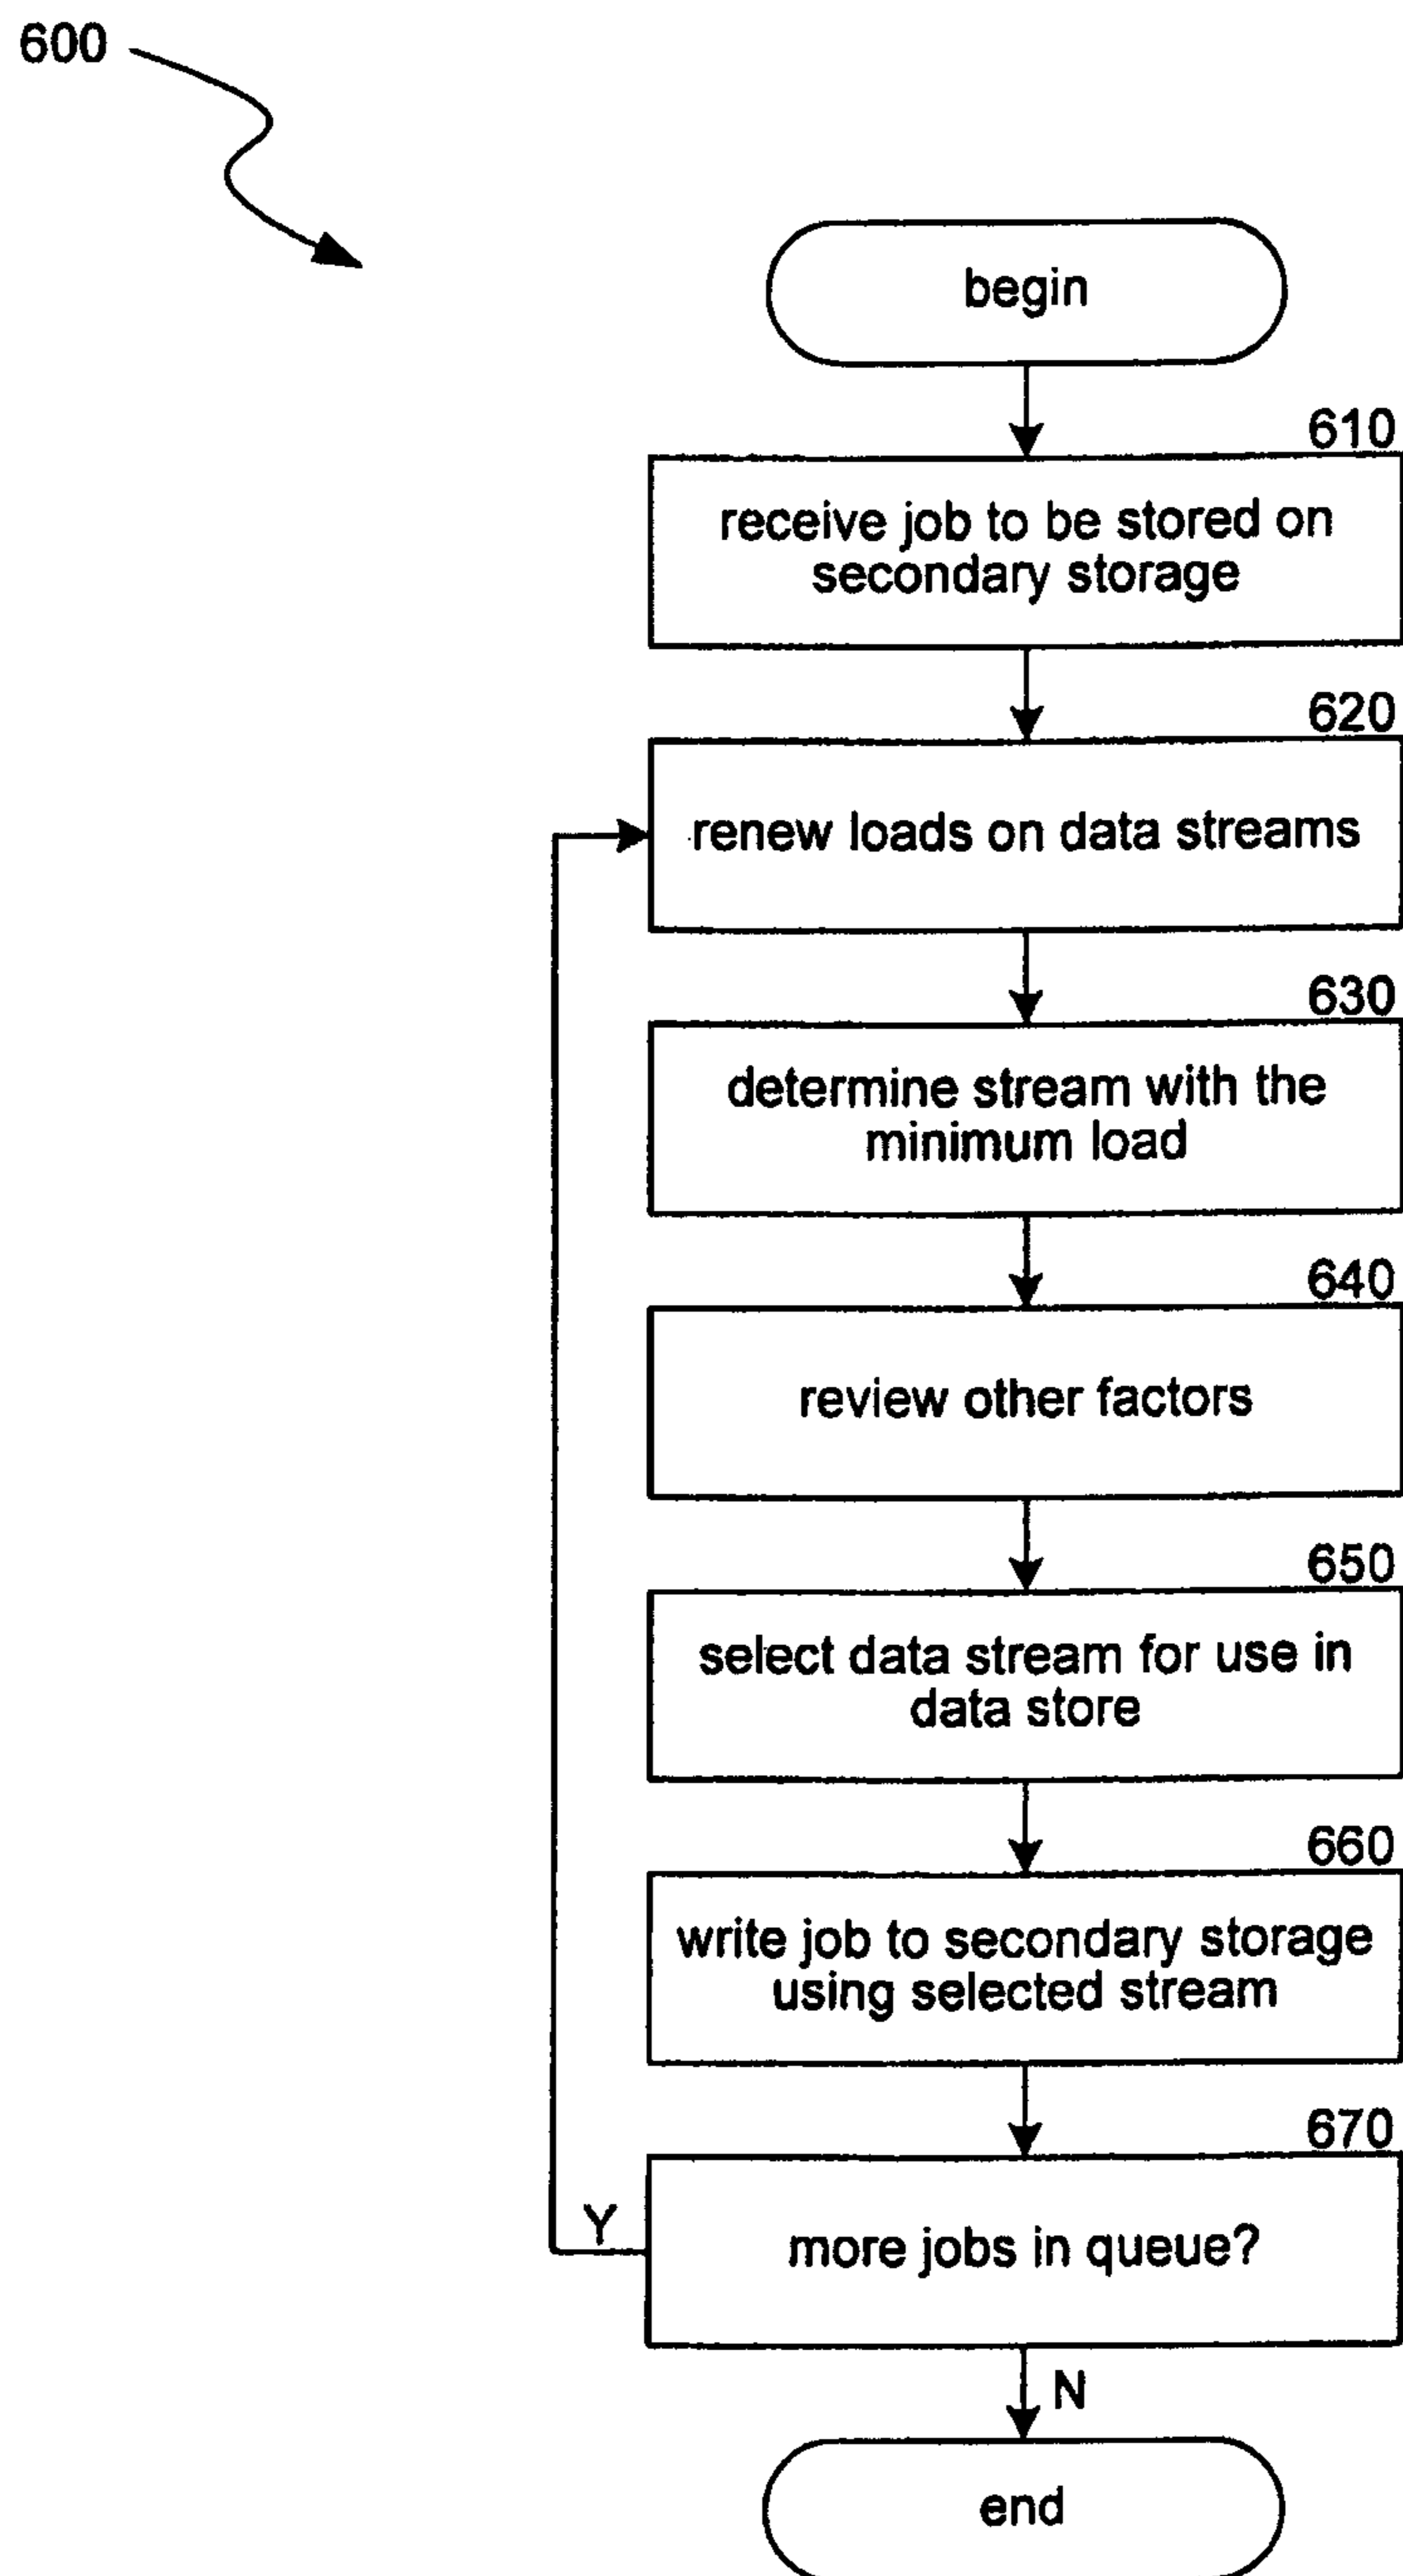 600
begin
610
receive job to be stored on
secondary storage
620
renew loads on data streams
630
determine stream with the
minimum load
640
review other factors
650
select data stream for use in
data store
660
write job to secondary storage
using selected stream
670
more jobs in queue?
Y
N
end